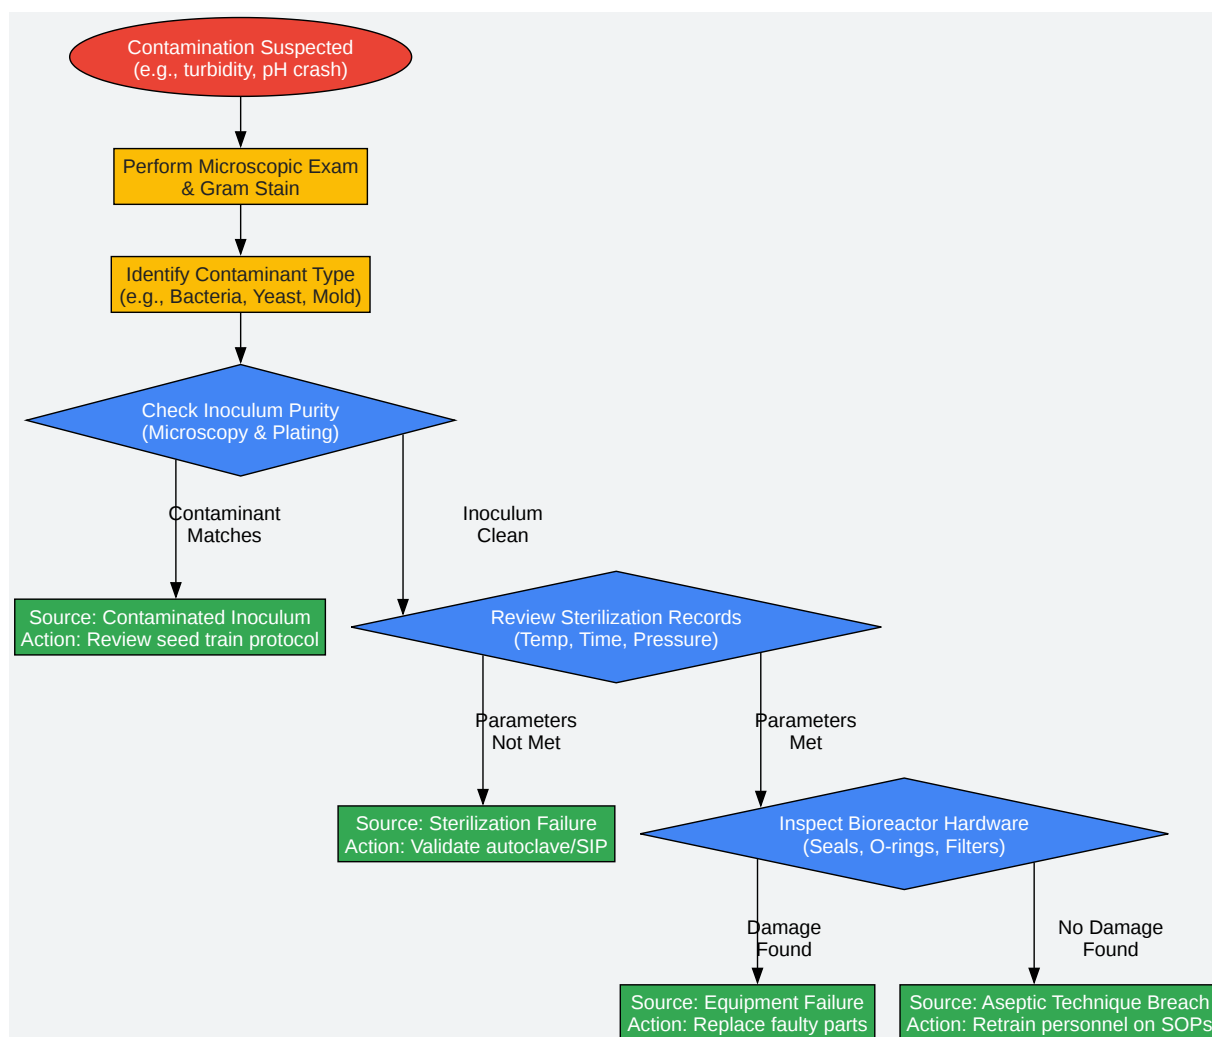 Contamination Suspected
(e.g., turbidity, pH crash)
Perform Microscopic Exam
& Gram Stain
Identify Contaminant Type
(e.g., Bacteria, Yeast, Mold)
Check Inoculum Purity
(Microscopy & Plating)
Contaminant
Matches
Inoculum
Clean
Source: Contaminated Inoculum
Action: Review seed train protocol
Review Sterilization Records
(Temp, Time, Pressure)
Parameters
Not Met
Parameters
Met
Source: Sterilization Failure
Action: Validate autoclave/SIP
Inspect Bioreactor Hardware
(Seals, O-rings, Filters)
Damage
Found
No Damage
Found
Source: Equipment Failure
Action: Replace faulty parts
Source: Aseptic Technique Breach
Action: Retrain personnel on SOPs